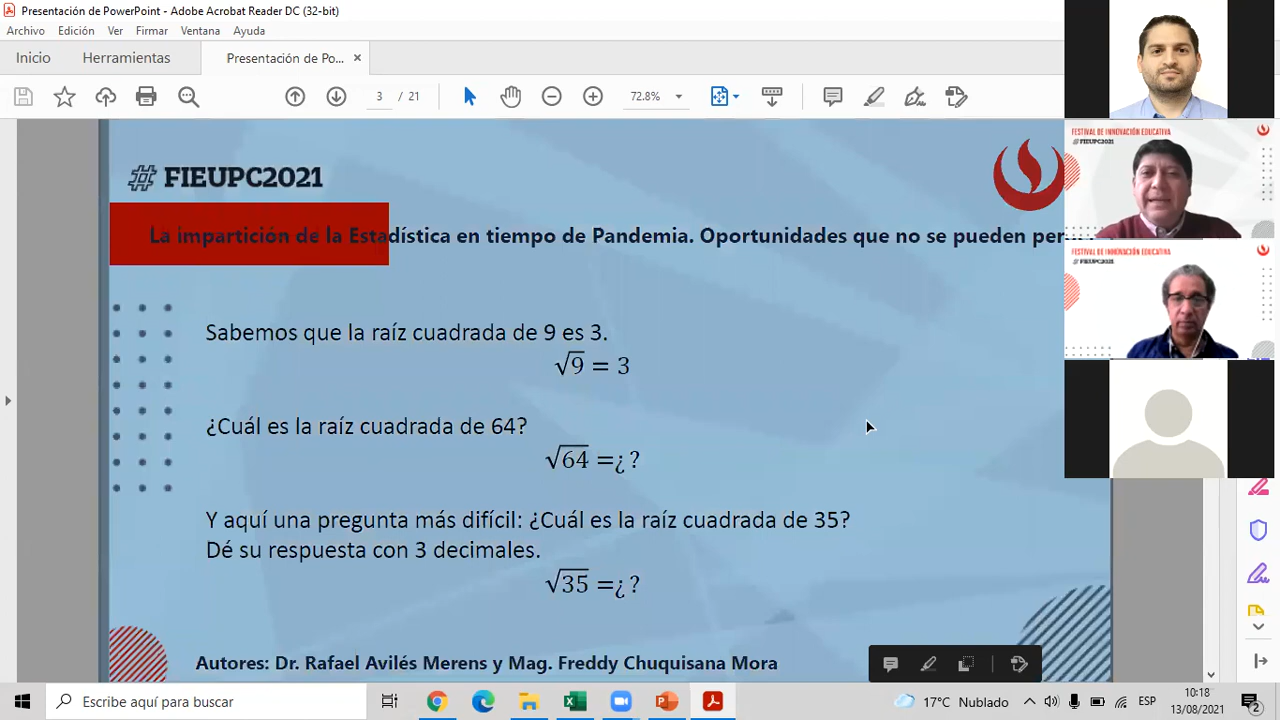 Presentación de PowerPoint - Adobe Acrobat Reader DC (32-bit)
Archivo Edición Ver Firmar Ventana Ayuda
Inicio Herramientas Presentación de Po... ×
3 / 21 72.8%
# FIEUPC2021
La impartición de la Estadística en tiempo de Pandemia. Oportunidades que no se pueden
Sabemos que la raíz cuadrada de 9 es 3.
√9 = 3
¿Cuál es la raíz cuadrada de 64?
√64 =¿ ?
Y aquí una pregunta más difícil: ¿Cuál es la raíz cuadrada de 35?
Dé su respuesta con 3 decimales.
√35 =¿ ?
Autores: Dr. Rafael Avilés Merens y Mag. Freddy Chuquisana Mora
FESTIVAL DE INNOVACIÓN EDUCATIVA
# FIEUPC2021
FESTIVAL DE INNOVACIÓN EDUCATIVA
# FIEUPC2021
Escribe aquí para buscar
17°C Nublado
ESP
10:18
13/08/2021
2